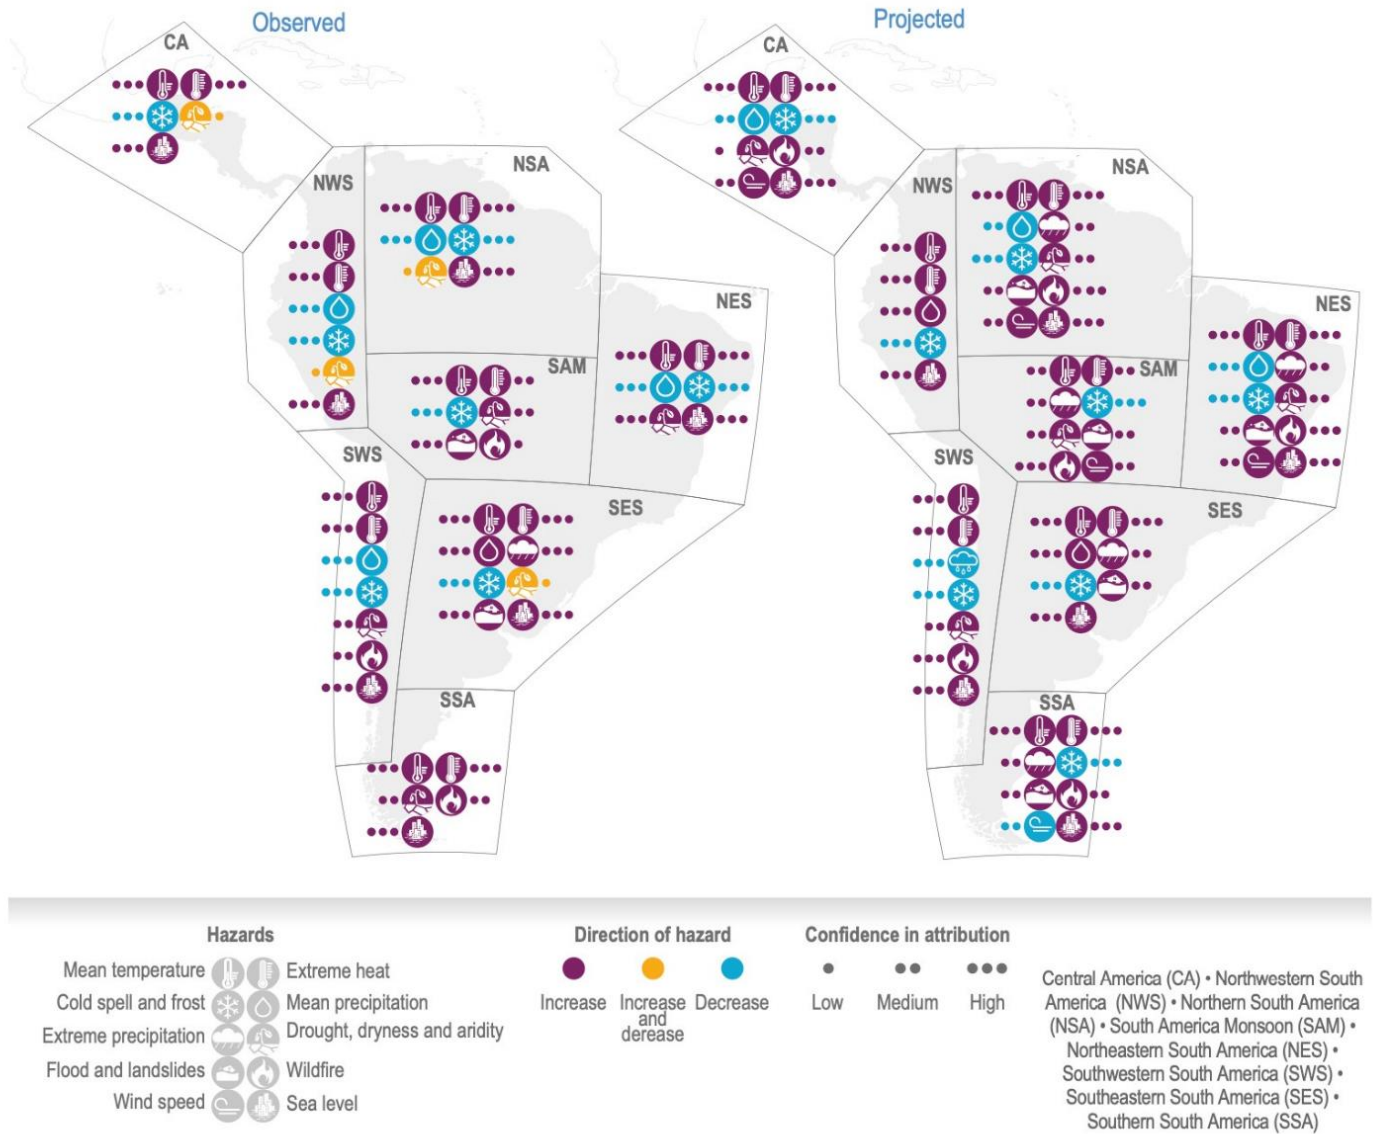 Observed
Projected
CA
NWS
NSA
NES
SAM
SWS
SES
SSA
CA
NWS
NSA
NES
SAM
SWS
SES
SSA
Hazards
Mean temperature
Extreme heat
Cold spell and frost
Mean precipitation
Extreme precipitation
Drought, dryness and aridity
Flood and landslides
Wildfire
Wind speed
Sea level
Direction of hazard
Increase
Increase
and
derease
Decrease
Confidence in attribution
Low
Medium
High
Central America (CA) • Northwestern South
America (NWS) • Northern South America
(NSA) • South America Monsoon (SAM) •
Northeastern South America (NES) •
Southwestern South America (SWS) •
Southeastern South America (SES) •
Southern South America (SSA)